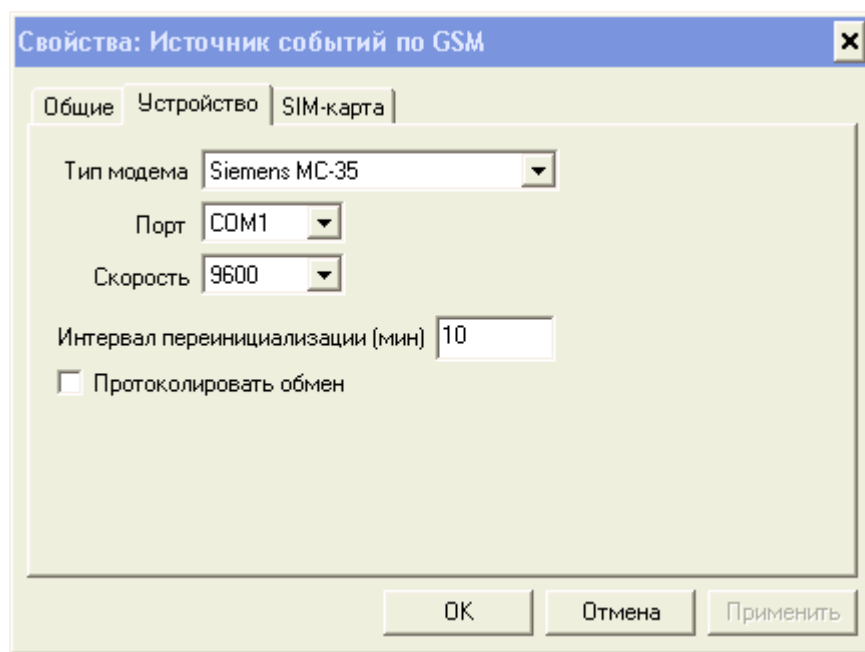 Свойства: Источник событий по GSM
Общие Устройство SIM-карта
Тип модема Siemens MC-35
Порт COM1
Скорость 9600
Интервал переинициализации (мин) 10
Протоколировать обмен
OK Отмена Применить